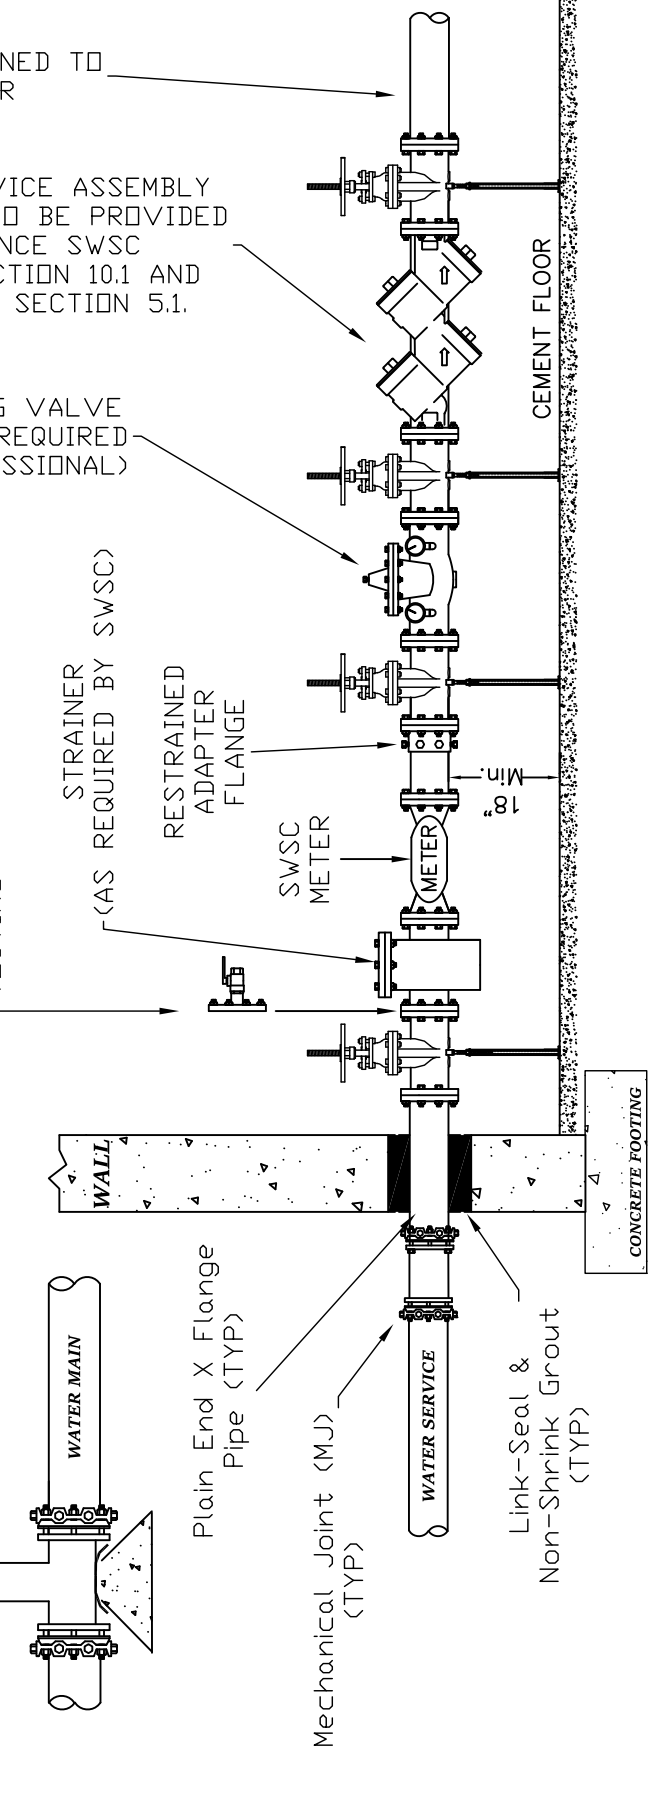 NED TO
R
VICE ASSEMBLY
O BE PROVIDED
NCE SWSC
CTION 10.1 AND
SECTION 5.1.
G VALVE
REQUIRED
SSIONAL)
CEMENT FLOOR
STRAINER
(AS REQUIRED BY SWSC)
RESTRAINED
ADAPTER
FLANGE
18"
Min.
SWSC
METER
METER
WALL
CONCRETE FOOTING
Plain End X Flange
Pipe (TYP)
WATER MAIN
WATER SERVICE
Mechanical Joint (MJ)
(TYP)
Link-Seal &
Non-Shrink Grout
(TYP)